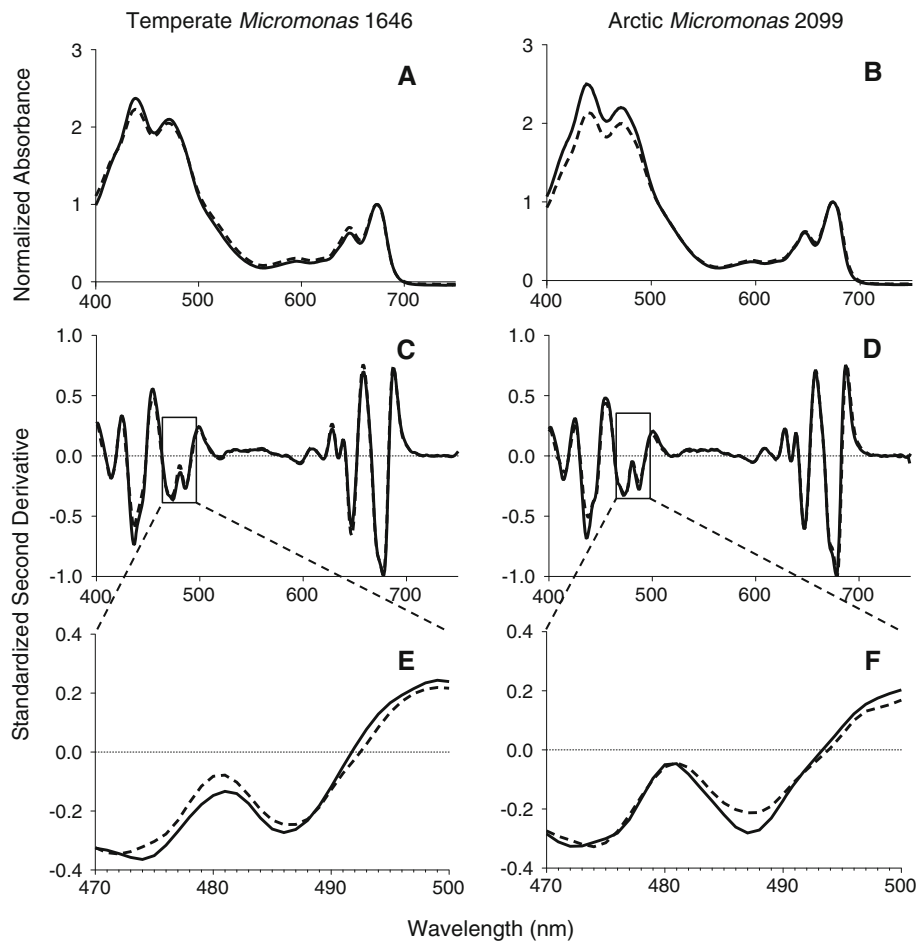 Temperate Micromonas 1646
Arctic Micromonas 2099
Normalized Absorbance
A
3
2
1
0
400 500 600 700
B
3
2
1
0
400 500 600 700
Standardized Second Derivative
C
1.0
0.5
0.0
-0.5
-1.0
400 500 600 700
D
1.0
0.5
0.0
-0.5
-1.0
400 500 600 700
E
0.4
0.2
0.0
-0.2
-0.4
470 480 490 500
F
0.4
0.2
0.0
-0.2
-0.4
470 480 490 500
Wavelength (nm)